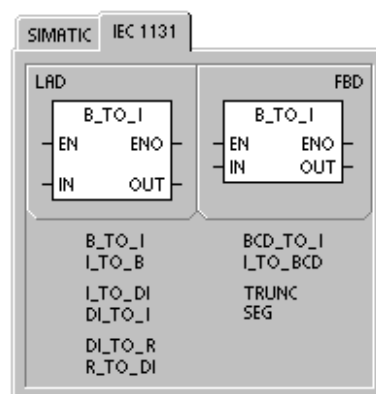 SIMATIC IEC 1131
LAD FBD
B_TO_I B_TO_I
EN ENO EN ENO
IN OUT IN OUT
B_TO_I BCD_TO_I
I_TO_B I_TO_BCD
I_TO_DI TRUNC
DI_TO_I SEG
DI_TO_R
R_TO_DI